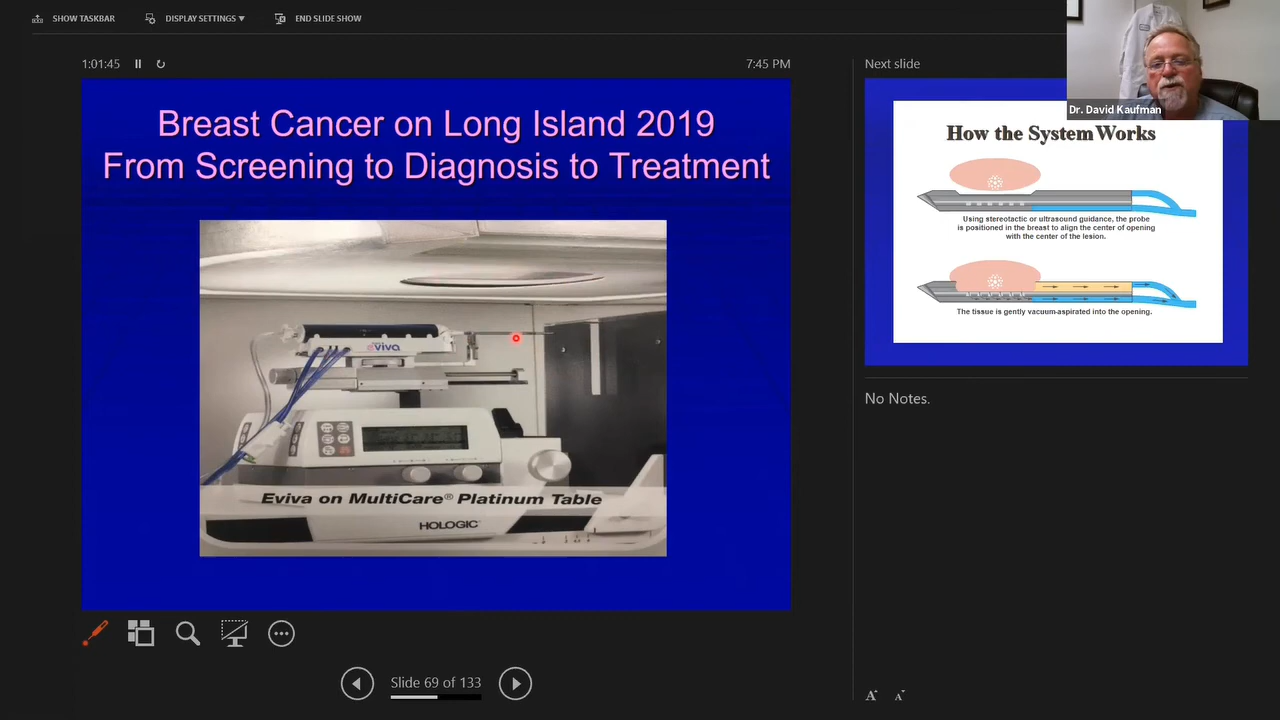 SHOW TASKBAR
DISPLAY SETTINGS ▼
END SLIDE SHOW
1:01:45
7:45 PM
Next slide
Breast Cancer on Long Island 2019
From Screening to Diagnosis to Treatment
eviva
Eviva on MultiCare® Platinum Table
HOLOGIC
Dr. David Kaufman
How the System Works
Using stereotactic or ultrasound guidance, the probe
is positioned in the breast to align the center of opening
with the center of the lesion.
The tissue is gently vacuum-aspirated into the opening.
No Notes.
Slide 69 of 133
A
A